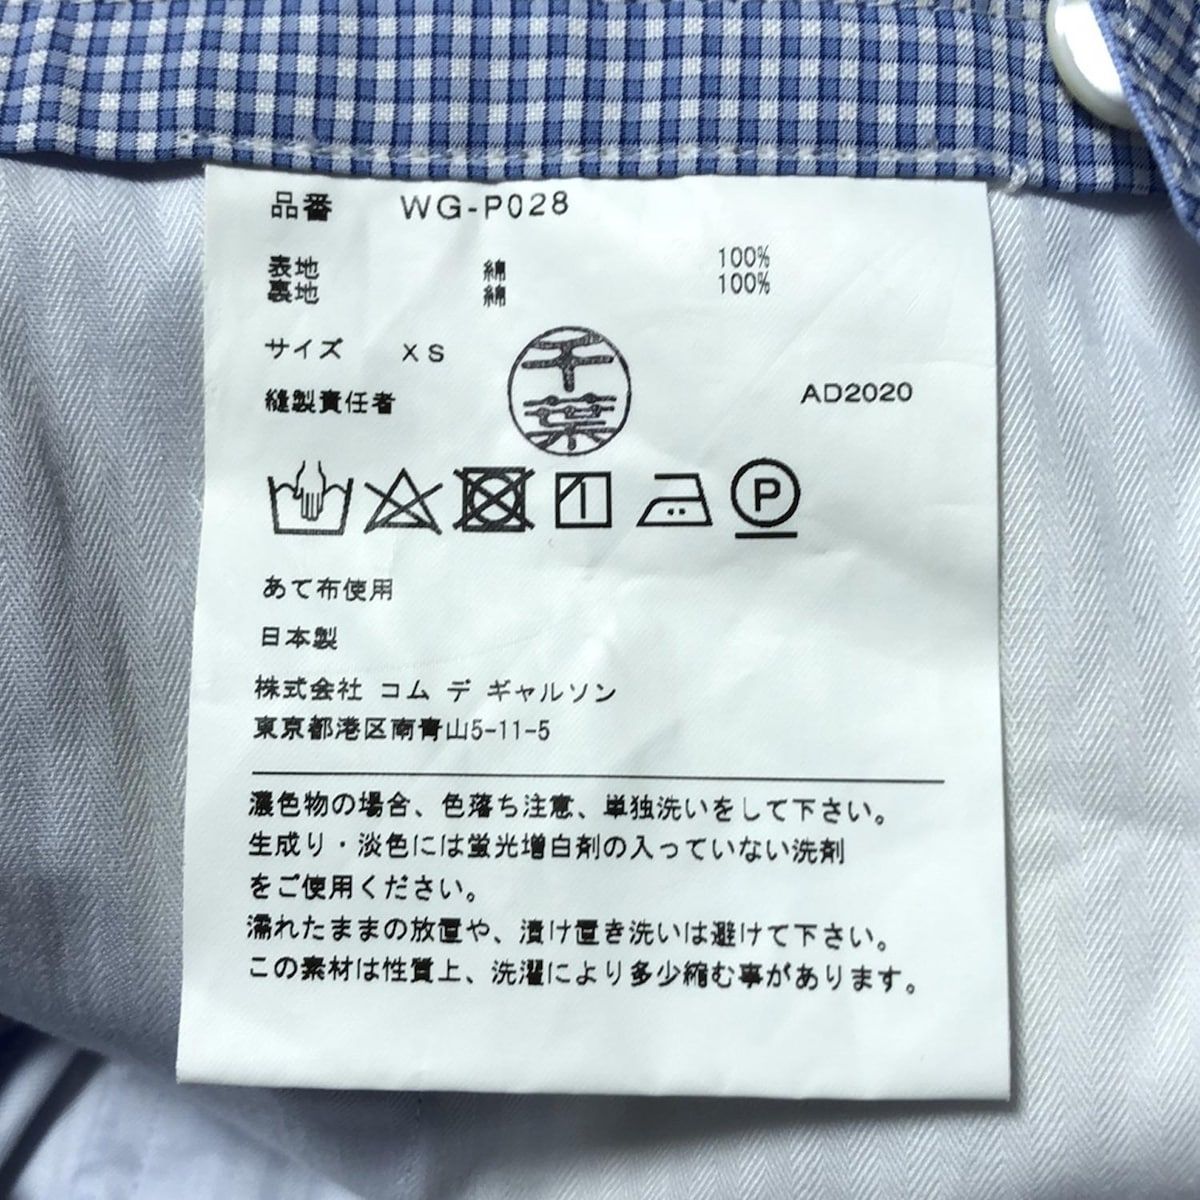 品番 WG-P028
表地 綿 100%
裏地 綿 100%
サイズ XS
千葉
縫製責任者 AD2020
P
あて布使用
日本製
株式会社 コム デ ギャルソン
東京都港区南青山5-11-5
濃色物の場合、色落ち注意、単独洗いをして下さい。
生成り・淡色には蛍光増白剤の入っていない洗剤
をご使用ください。
濡れたままの放置や、漬け置き洗いは避けて下さい。
この素材は性質上、洗濯により多少縮む事があります。